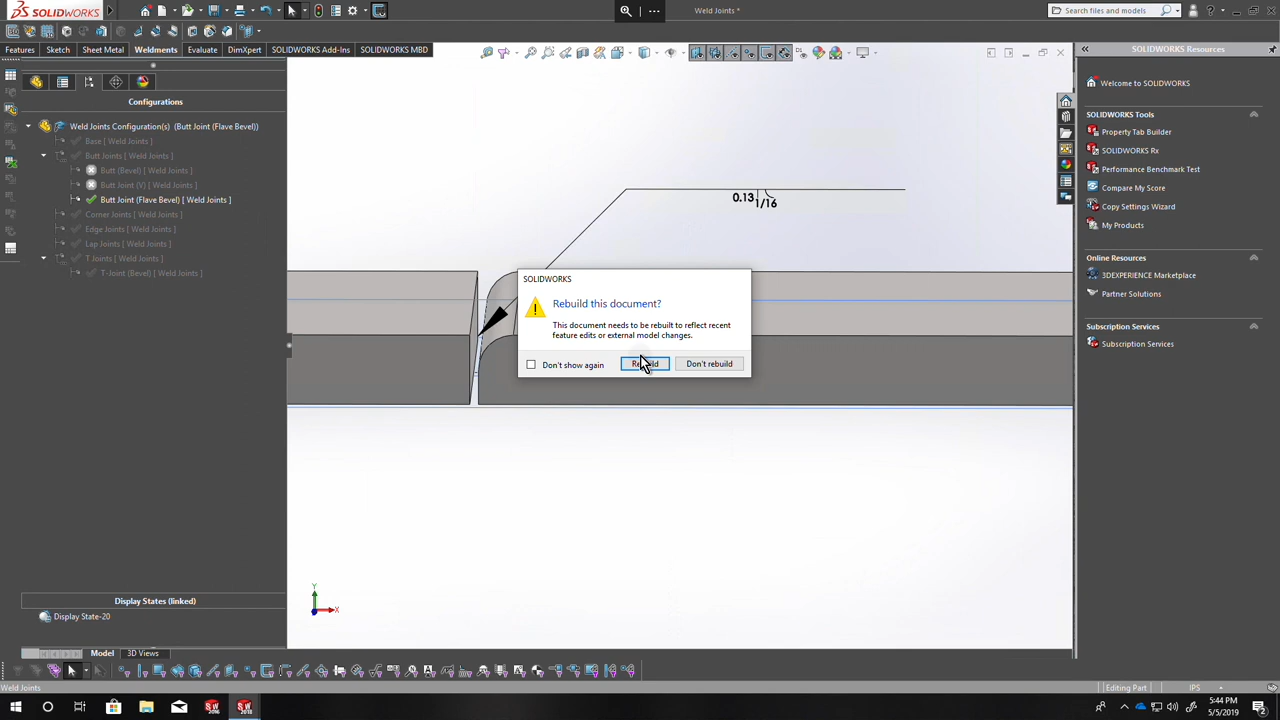 SOLIDWORKS
Weld Joints *
Search files and models
Features
Sketch
Sheet Metal
Weldments
Evaluate
DimXpert
SOLIDWORKS Add-Ins
SOLIDWORKS MBD
Configurations
Weld Joints Configuration(s) (Butt Joint (Flave Bevel))
Base [ Weld Joints ]
Butt Joints [ Weld Joints ]
Butt (Bevel) [ Weld Joints ]
Butt Joint (V) [ Weld Joints ]
Butt Joint (Flave Bevel) [ Weld Joints ]
Corner Joints [ Weld Joints ]
Edge Joints [ Weld Joints ]
Lap Joints [ Weld Joints ]
T Joints [ Weld Joints ]
T-Joint (Bevel) [ Weld Joints ]
0.13
1/16
SOLIDWORKS
Rebuild this document?
This document needs to be rebuilt to reflect recent
feature edits or external model changes.
Don't show again
Don't rebuild
SOLIDWORKS Resources
Welcome to SOLIDWORKS
SOLIDWORKS Tools
Property Tab Builder
SOLIDWORKS Rx
Performance Benchmark Test
Compare My Score
Copy Settings Wizard
My Products
Online Resources
3DEXPERIENCE Marketplace
Partner Solutions
Subscription Services
Subscription Services
Y
X
Display States (linked)
Display State-20
Model
3D Views
Weld Joints
Editing Part
IPS
5:44 PM
5/5/2019